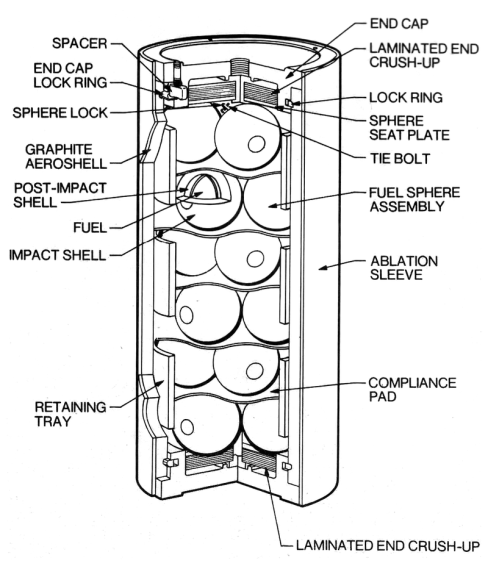 SPACER
END CAP
LOCK RING
SPHERE LOCK
GRAPHITE
AEROSHELL
POST-IMPACT
SHELL
FUEL
IMPACT SHELL
RETAINING
TRAY
END CAP
LAMINATED END
CRUSH-UP
LOCK RING
SPHERE
SEAT PLATE
TIE BOLT
FUEL SPHERE
ASSEMBLY
ABLATION
SLEEVE
COMPLIANCE
PAD
LAMINATED END CRUSH-UP